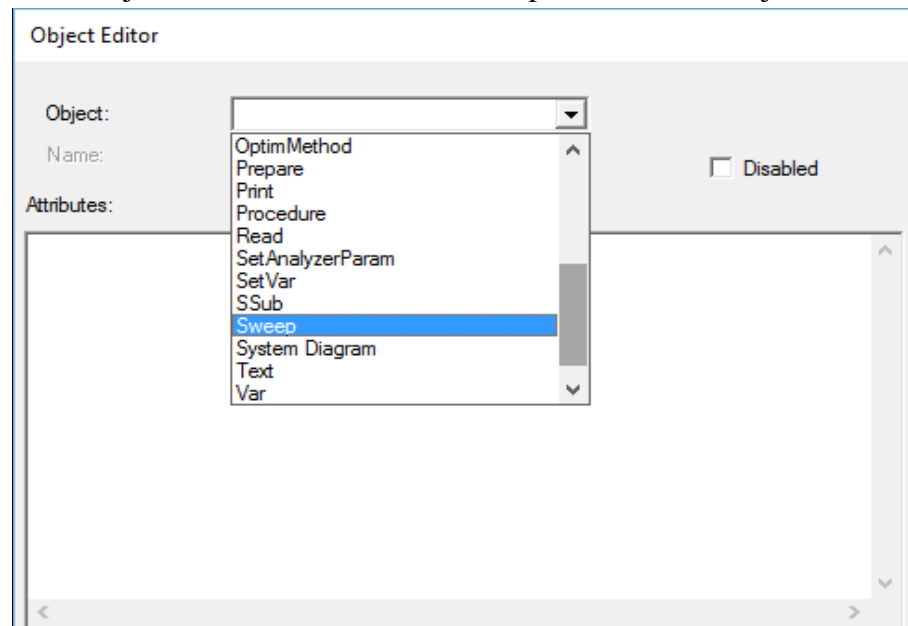 Object Editor
Object:
Name:
OptimMethod
Prepare
Print
Procedure
Read
SetAnalyzerParam
SetVar
SSub
Sweep
System Diagram
Text
Var
Disabled
Attributes: